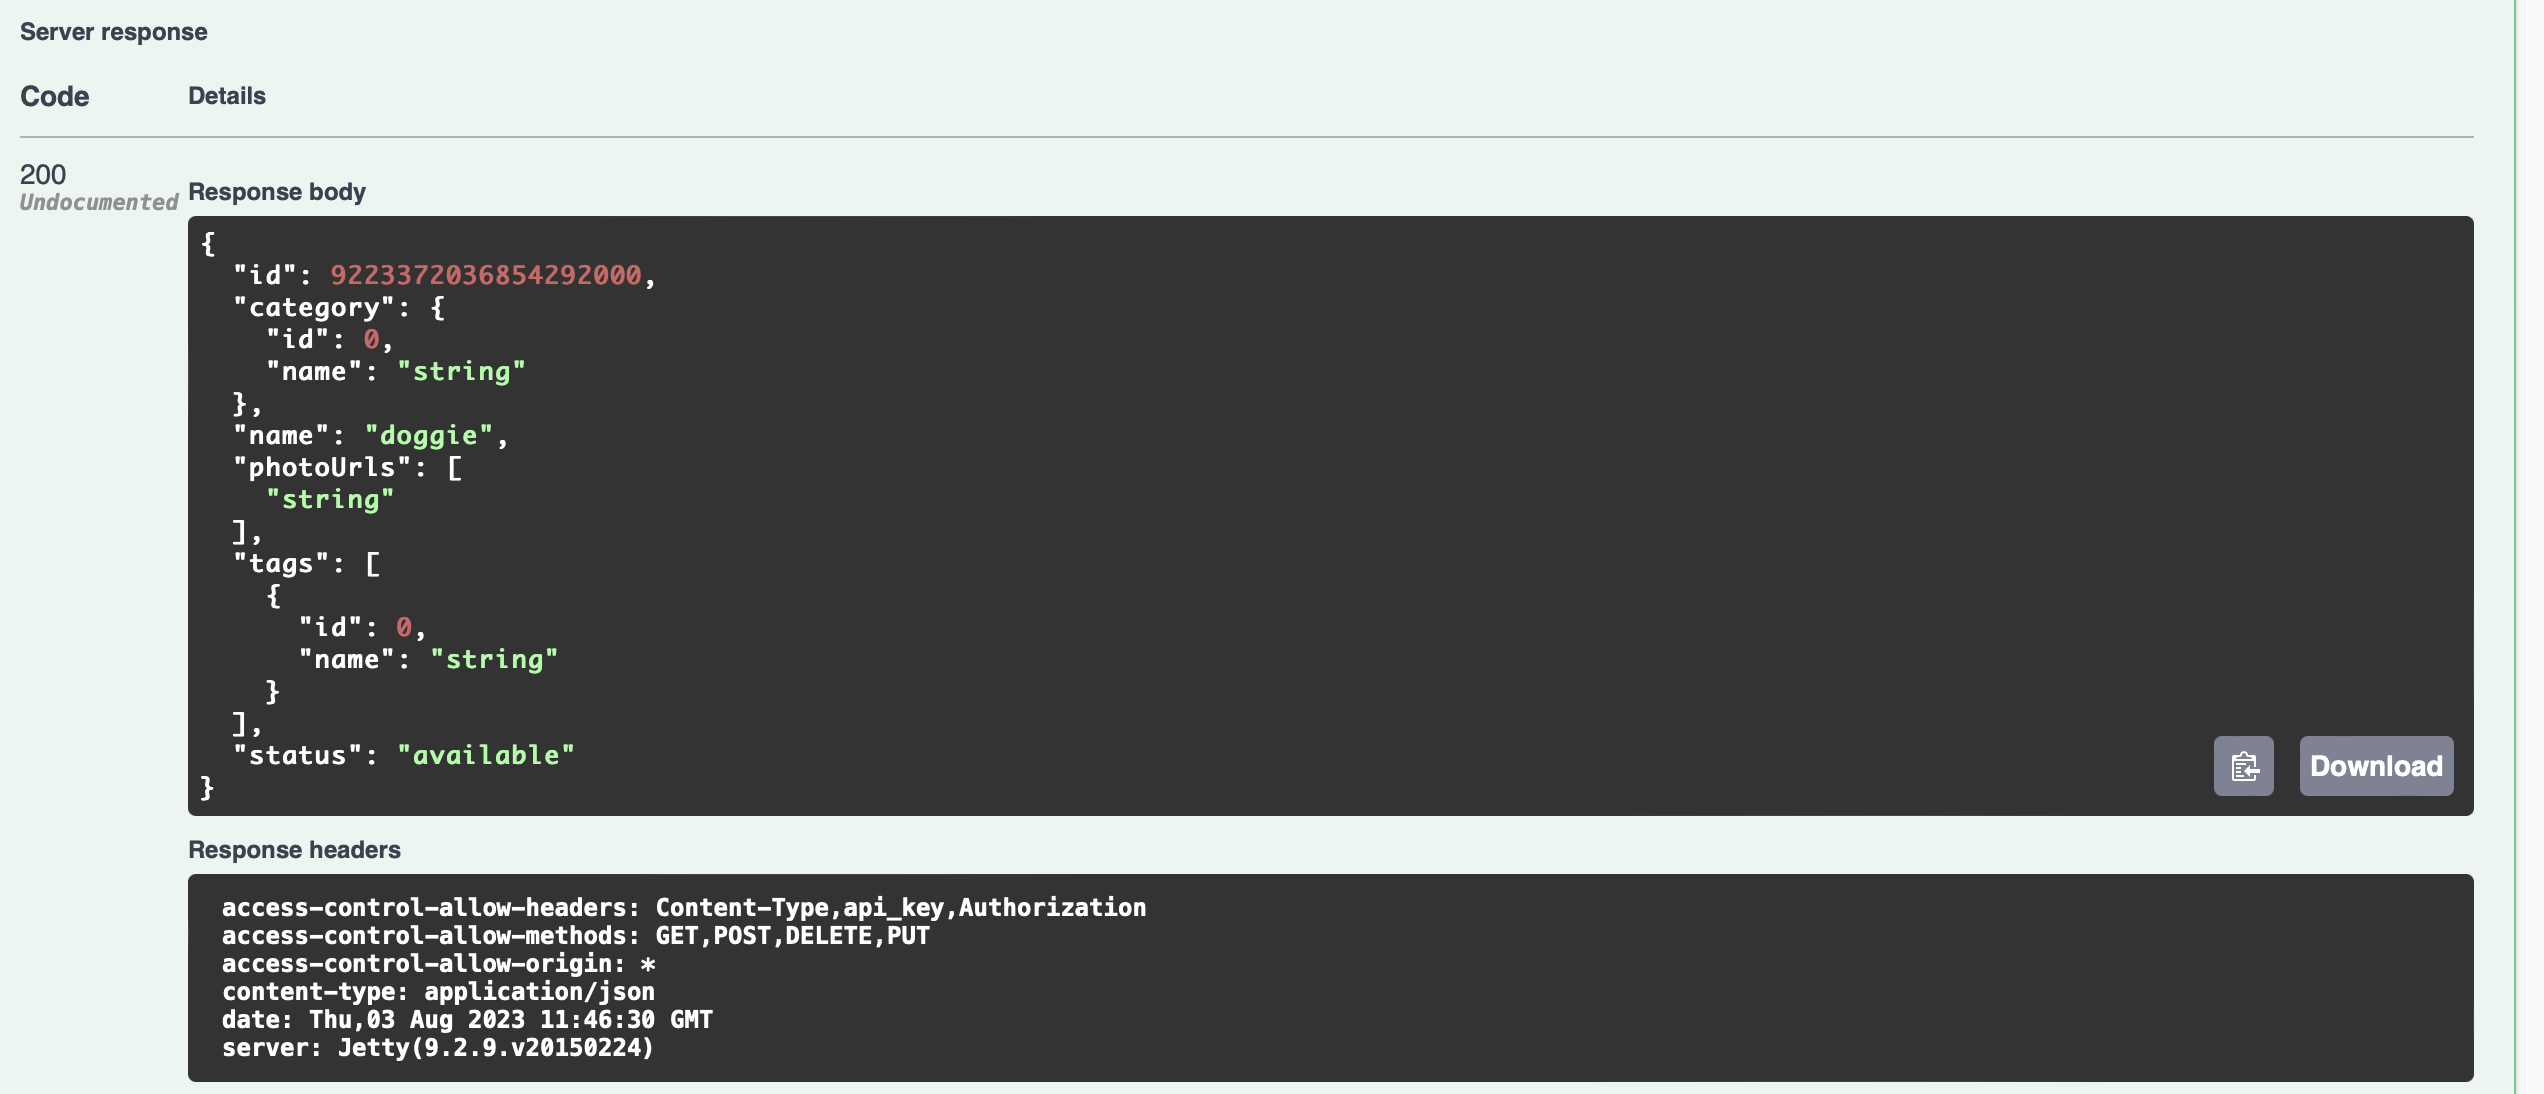 Server response
Code Details
200
Undocumented
Response body
{
  "id": 9223372036854292000,
  "category": {
    "id": 0,
    "name": "string"
  },
  "name": "doggie",
  "photoUrls": [
    "string"
  ],
  "tags": [
    {
      "id": 0,
      "name": "string"
    }
  ],
  "status": "available"
}
Download
Response headers
access-control-allow-headers: Content-Type,api_key,Authorization
access-control-allow-methods: GET,POST,DELETE,PUT
access-control-allow-origin: *
content-type: application/json
date: Thu,03 Aug 2023 11:46:30 GMT
server: Jetty(9.2.9.v20150224)